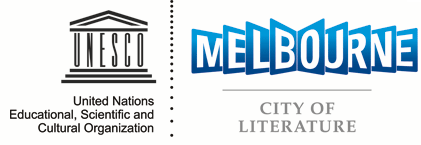 UNESCO
United Nations
Educational, Scientific and
Cultural Organization
MELBOURNE
CITY OF
LITERATURE